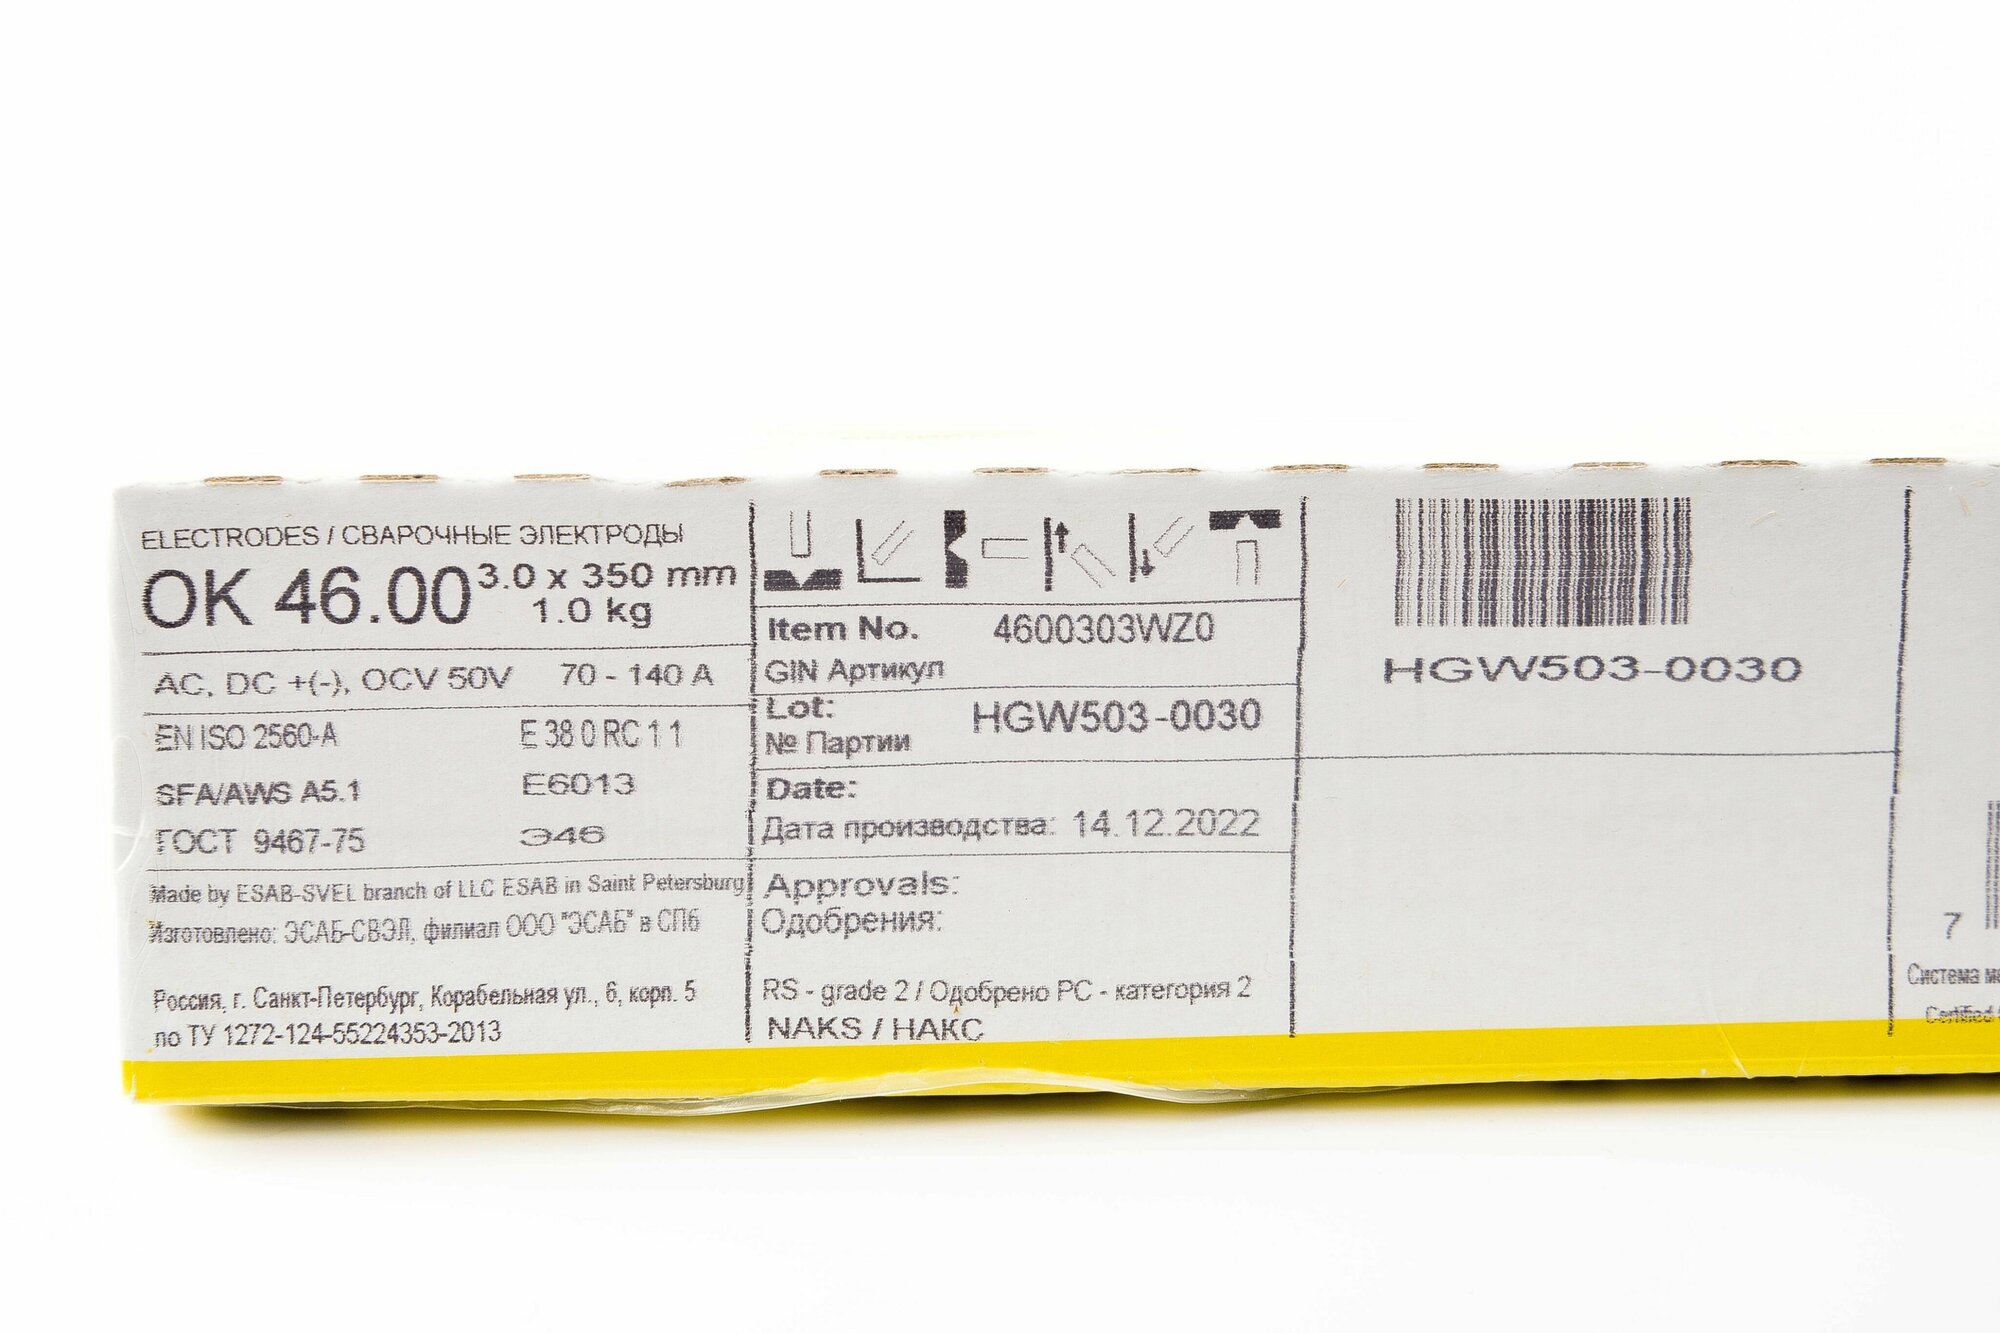 ELECTRODES / СВАРОЧНЫЕ ЭЛЕКТРОДЫ
OK 46.00 3.0 x 350 mm
1.0 kg
AC, DC +(-), OCV 50V 70 - 140 A
EN ISO 2560-A E 38 0 RC 1 1
SFA/AWS A5.1 E6013
ГОСТ 9467-75 Э46
Made by ESAB-SVEL branch of LLC ESAB in Saint Petersburg
Изготовлено: ЭСАБ-СВЭЛ, филиал ООО "ЭСАБ" в СПб
Россия, г. Санкт-Петербург, Корабельная ул., 6, корп. 5
по ТУ 1272-124-55224353-2013
Item No. 4600303WZ0
GIN Артикул
Lot: HGW503-0030
№ Партии
Date:
Дата производства: 14.12.2022
Approvals:
Одобрения:
RS - grade 2 / Одобрено РС - категория 2
NAKS / НАКС
HGW503-0030
7
Система
Certified